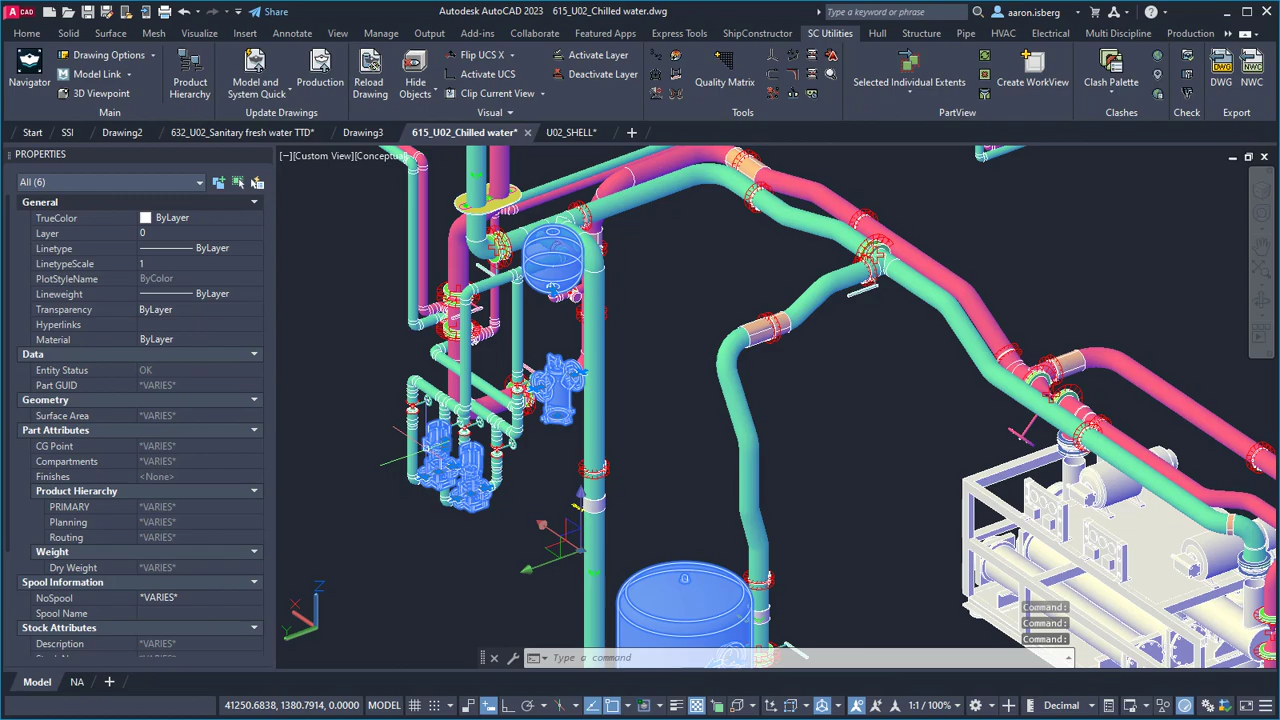 CAD
Share
Autodesk AutoCAD 2023 615_U02_Chilled water.dwg
Type a keyword or phrase
aaron.isberg
Home Solid Surface Mesh Visualize Insert Annotate View Manage Output Add-ins Collaborate Featured Apps Express Tools ShipConstructor SC Utilities Hull Structure Pipe HVAC Electrical Multi Discipline Production
Navigator
Drawing Options
Model Link
3D Viewpoint
Product Hierarchy
Main
Model and System Quick
Production
Update Drawings
Reload Drawing
Hide Objects
Flip UCS X
Activate UCS
Clip Current View
Activate Layer
Deactivate Layer
Visual
Quality Matrix
Tools
Selected Individual Extents
Create WorkView
PartView
Clash Palette
Clashes
Check
DWG
NWC
DWG
NWC
Export
Start SSI Drawing2 632_U02_Sanitary fresh water TTD* Drawing3 615_U02_Chilled water* U02_SHELL*
PROPERTIES
[−][Custom View][Conceptual]
All (6)
General
TrueColor ByLayer
Layer 0
Linetype ByLayer
LinetypeScale 1
PlotStyleName ByColor
Lineweight ByLayer
Transparency ByLayer
Hyperlinks
Material ByLayer
Data
Entity Status OK
Part GUID *VARIES*
Geometry
Surface Area *VARIES*
Part Attributes
CG Point *VARIES*
Compartments *VARIES*
Finishes <None>
Product Hierarchy
PRIMARY *VARIES*
Planning *VARIES*
Routing *VARIES*
Weight
Dry Weight *VARIES*
Spool Information
NoSpool *VARIES*
Spool Name
Stock Attributes
Description *VARIES*
Z
X
Y
Command:
Command:
Command:
Type a command
Model NA
41250.6838, 1380.7914, 0.0000 MODEL 1:1 / 100% Decimal